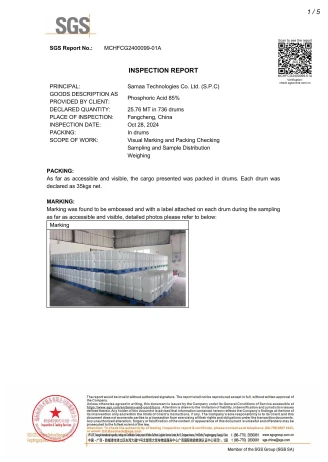 1 / 5
SGS
Scan to see the report
SGS Report No.: MCHFCG2400099-01A
MCHFCG2400099-01A
INSPECTION REPORT
PRINCIPAL: Samaa Technologies Co. Ltd. (S.P.C)
GOODS DESCRIPTION AS PROVIDED BY CLIENT: Phosphoric Acid 85%
DECLARED QUANTITY: 25.76 MT in 736 drums
PLACE OF INSPECTION: Fangcheng, China
INSPECTION DATE: Oct 28, 2024
PACKING: In drums
SCOPE OF WORK: Visual Marking and Packing Checking
Sampling and Sample Distribution
Weighing
PACKING:
As far as accessible and visible, the cargo presented was packed in drums. Each drum was
declared as 35kgs net.
MARKING:
Marking was found to be embossed and with a label attached on each drum during the sampling
as far as accessible and visible, detailed photos please refer to below:
Marking
Member of the SGS Group (SGS SA)